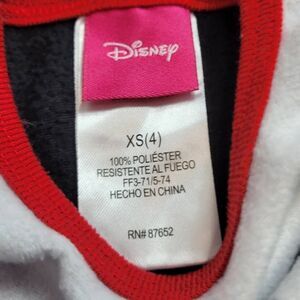 Disney
XS(4)
100% POLIÉSTER
RESISTENTE AL FUEGO
FF3-71/5-74
HECHO EN CHINA
RN# 87652